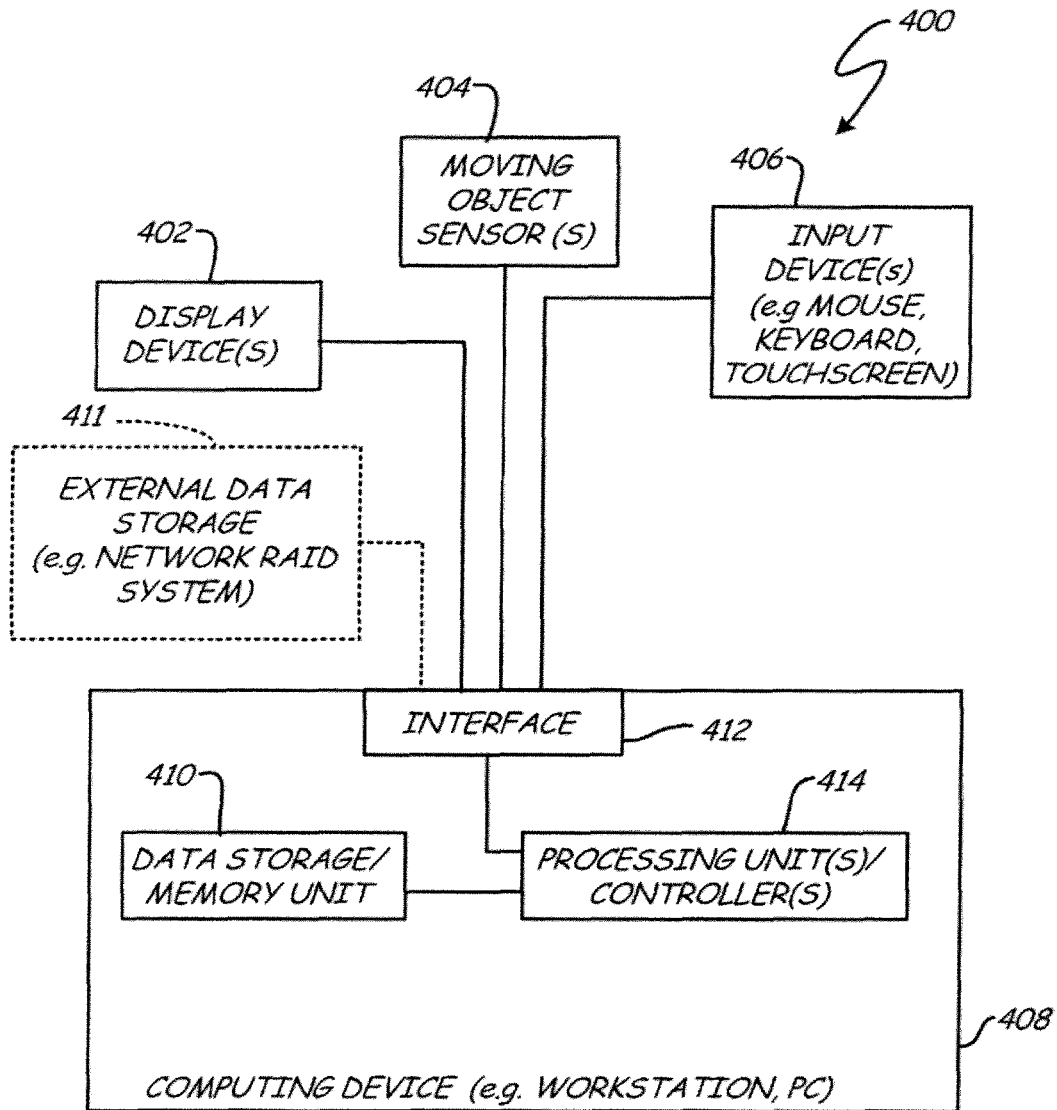 400
404
MOVING
OBJECT
SENSOR (S)
406
INPUT
DEVICE(s)
(e.g MOUSE,
KEYBOARD,
TOUCHSCREEN)
402
DISPLAY
DEVICE(S)
411
EXTERNAL DATA
STORAGE
(e.g. NETWORK RAID
SYSTEM)
INTERFACE
412
410
DATA STORAGE/
MEMORY UNIT
414
PROCESSING UNIT(S)/
CONTROLLER(S)
408
COMPUTING DEVICE (e.g. WORKSTATION, PC)